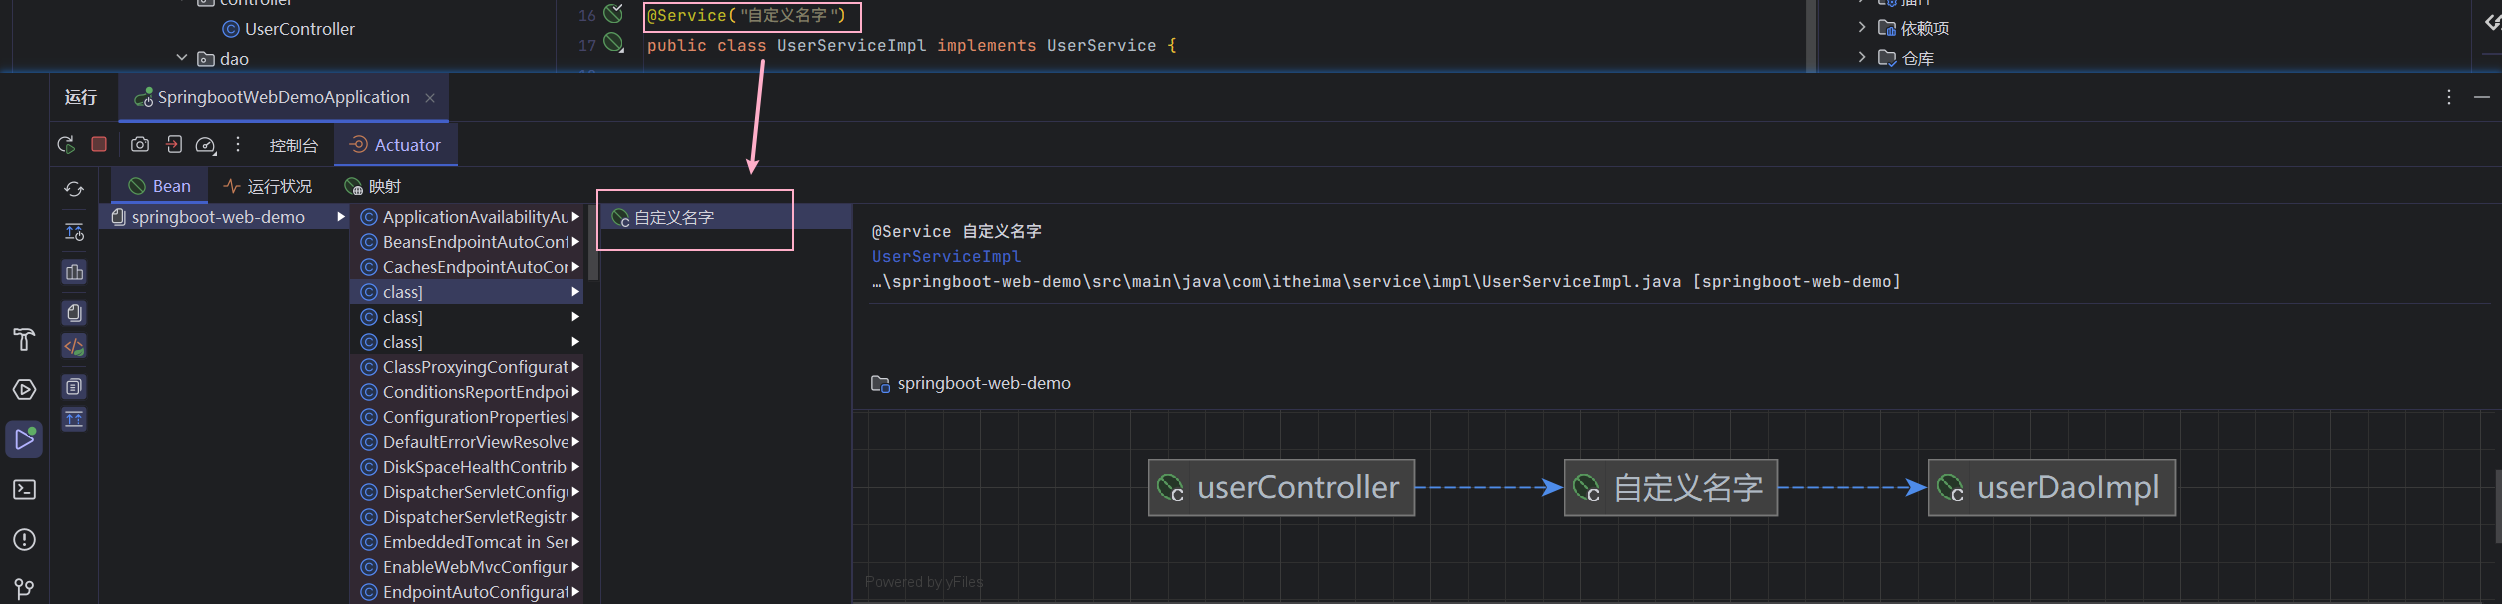 controller
16 @Service("自定义名字")
插件
UserController
17 public class UserServiceImpl implements UserService {
依赖项
dao
仓库
运行 SpringbootWebDemoApplication
控制台 Actuator
Bean 运行状况 映射
springboot-web-demo
ApplicationAvailabilityAu
BeansEndpointAutoConf
CachesEndpointAutoCor
class]
class]
class]
ClassProxyingConfigurat
ConditionsReportEndpoi
ConfigurationProperties
DefaultErrorViewResolve
DiskSpaceHealthContrib
DispatcherServletConfig
DispatcherServletRegistr
EmbeddedTomcat in Ser
EnableWebMvcConfigur
EndpointAutoConfigurat
自定义名字
@Service 自定义名字
UserServiceImpl
…\springboot-web-demo\src\main\java\com\itheima\service\impl\UserServiceImpl.java [springboot-web-demo]
springboot-web-demo
userController 自定义名字 userDaoImpl
Powered by yFiles